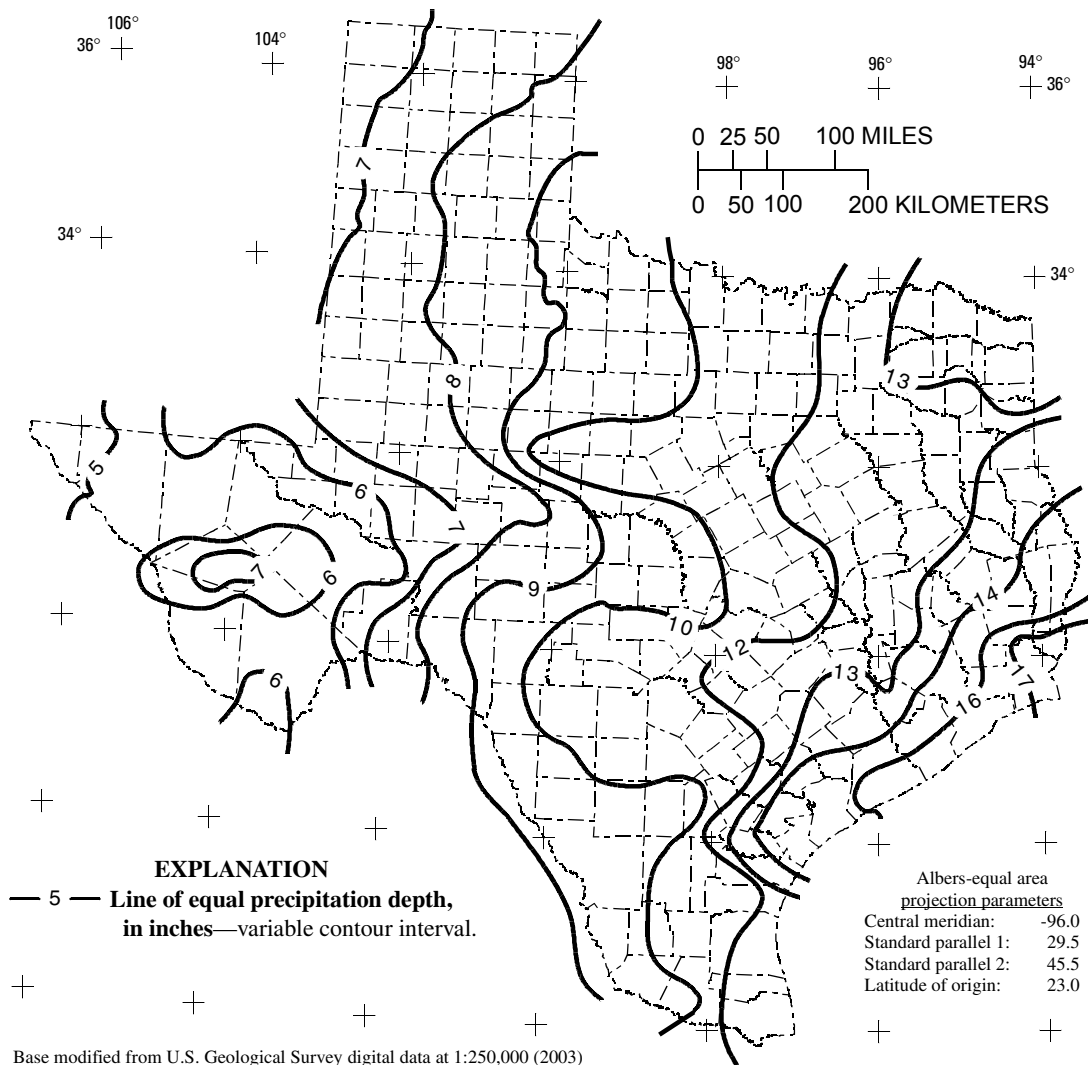 106°
36°
104°
98°
96°
94°
36°
0 25 50 100 MILES
0 50 100 200 KILOMETERS
7
34°
34°
8
13
5
6
7
7
6
9
14
10
12
13
6
17
16
EXPLANATION
5 Line of equal precipitation depth,
in inches—variable contour interval.
Albers-equal area
projection parameters
Central meridian: -96.0
Standard parallel 1: 29.5
Standard parallel 2: 45.5
Latitude of origin: 23.0
Base modified from U.S. Geological Survey digital data at 1:250,000 (2003)